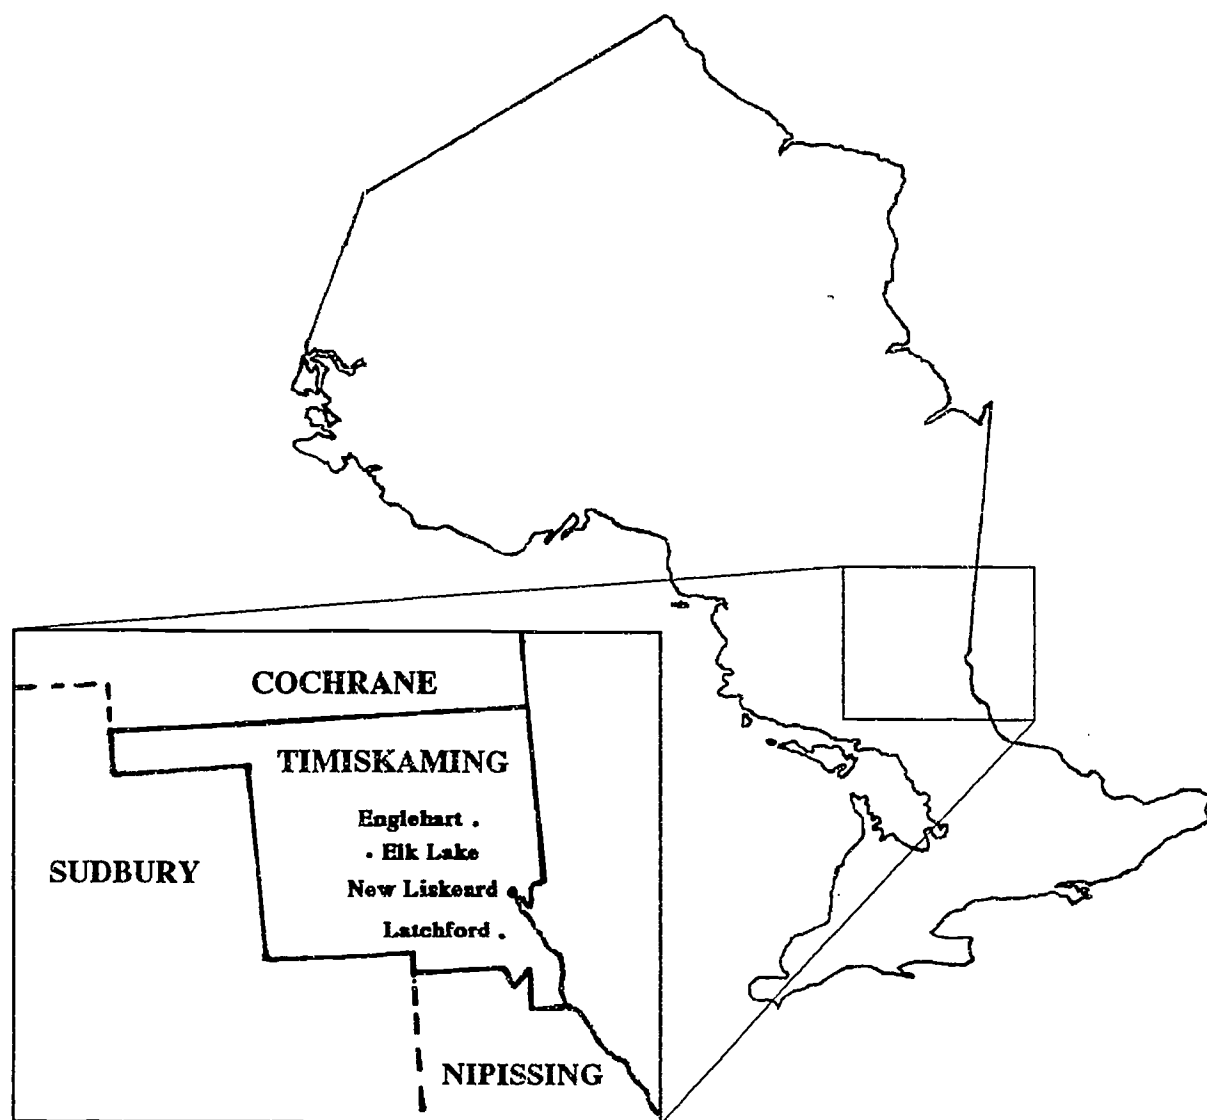 COCHRANE
TIMISKAMING
Englehart
Elk Lake
SUDBURY
New Liskeard
Latchford
NIPISSING